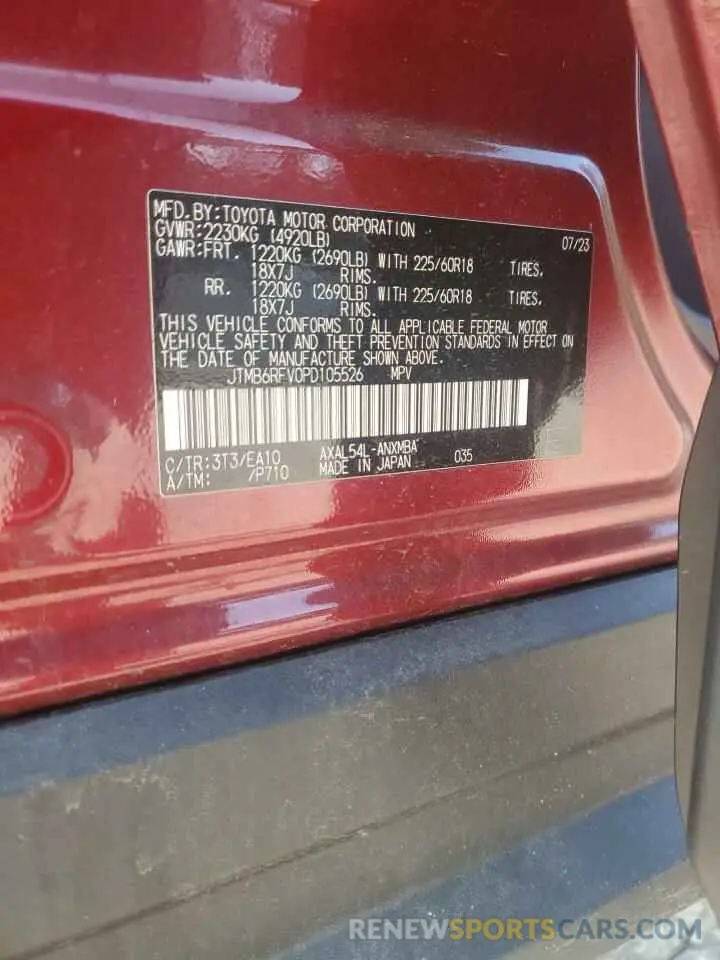 MFD.BY:TOYOTA MOTOR CORPORATION 07/23
GVWR:2230KG (4920LB)
GAWR:FRT. 1220KG (2690LB) WITH 225/60R18 TIRES,
18X7J RIMS.
RR. 1220KG (2690LB) WITH 225/60R18 TIRES,
18X7J RIMS.
THIS VEHICLE CONFORMS TO ALL APPLICABLE FEDERAL MOTOR
VEHICLE SAFETY AND THEFT PREVENTION STANDARDS IN EFFECT ON
THE DATE OF MANUFACTURE SHOWN ABOVE.
JTMB6RFV0PD105526 MPV
C/TR:3T3/EA10 AXAL54L-ANXMBA 035
A/TM: /P710 MADE IN JAPAN
RENEWSPORTSCARS.COM